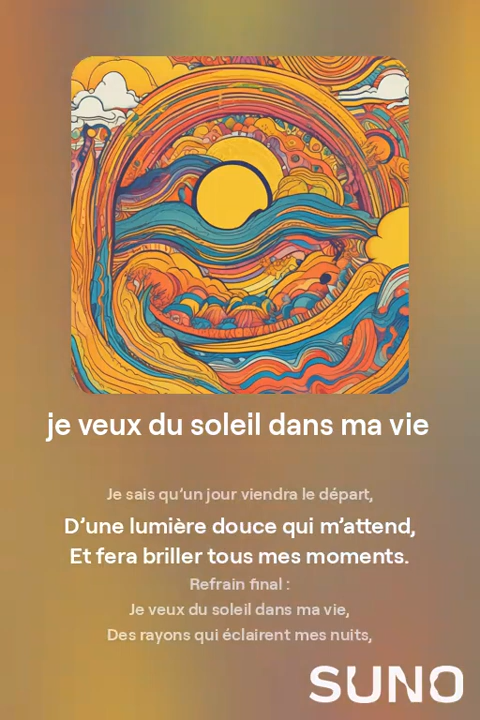 je veux du soleil dans ma vie
Je sais qu’un jour viendra le départ,
D’une lumière douce qui m’attend,
Et fera briller tous mes moments.
Refrain final :
Je veux du soleil dans ma vie,
Des rayons qui éclairent mes nuits,
SUNO